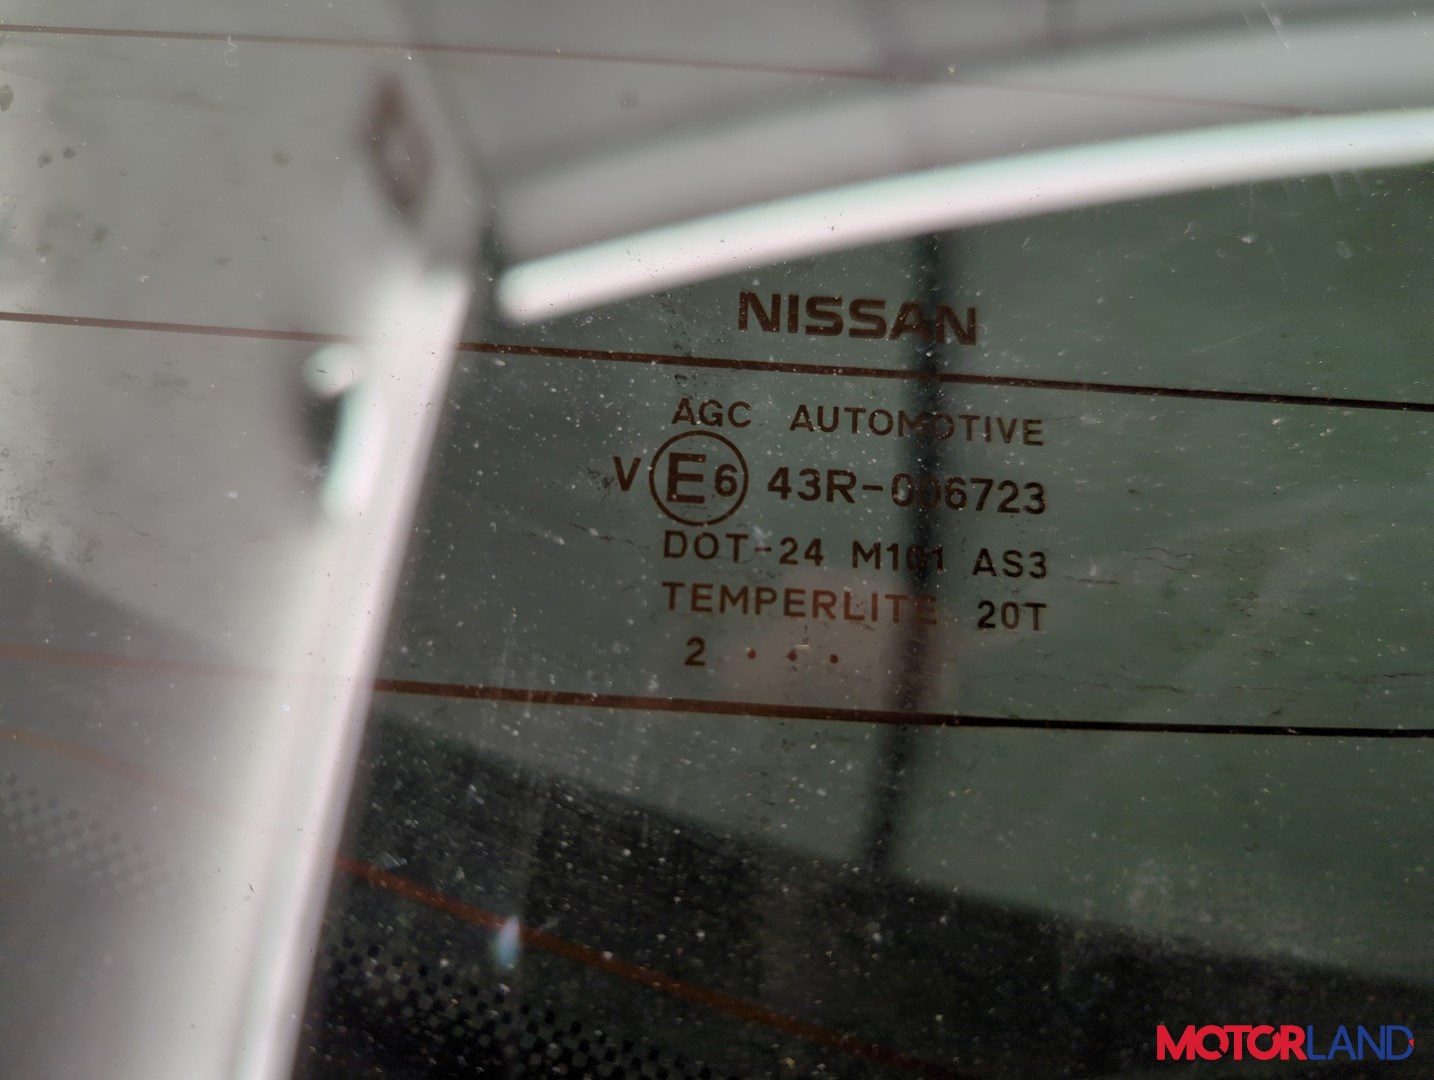 NISSAN
AGC AUTOMOTIVE
V E6 43R-006723
DOT-24 M101 AS3
TEMPERLITE 20T
2 . . .
MOTORLAND